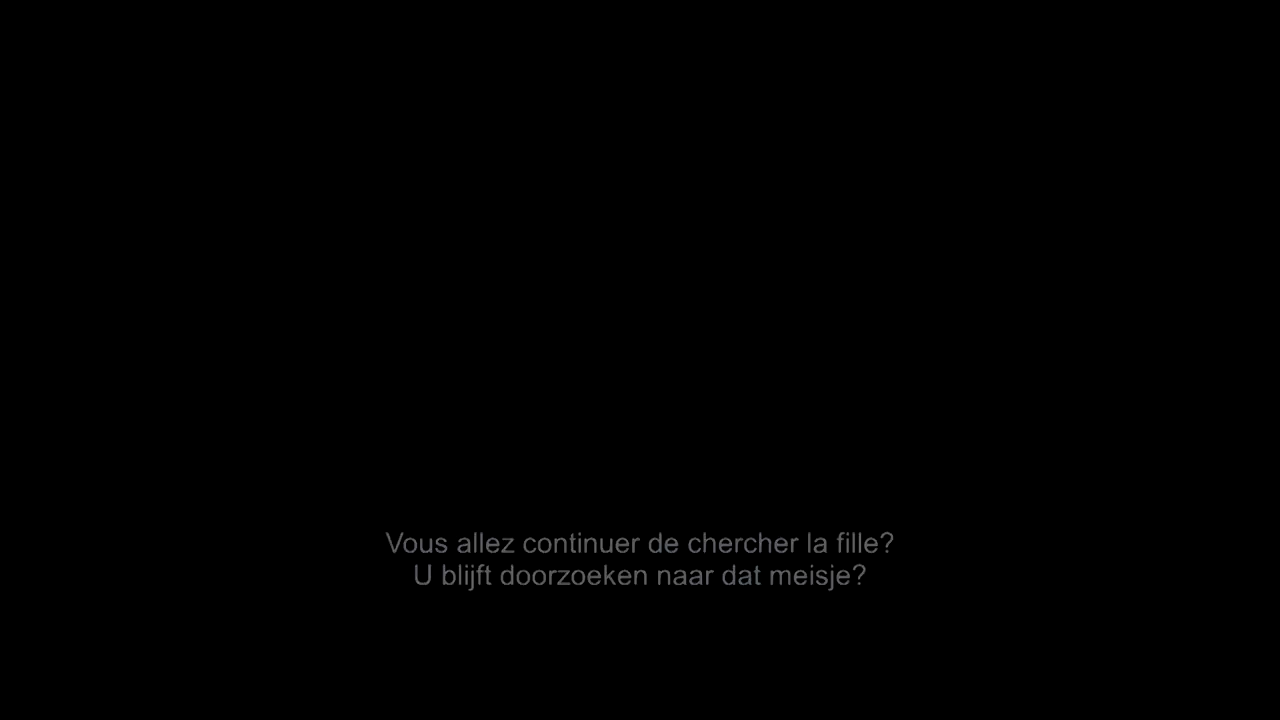 Vous allez continuer de chercher la fille?
U blijft doorzoeken naar dat meisje?